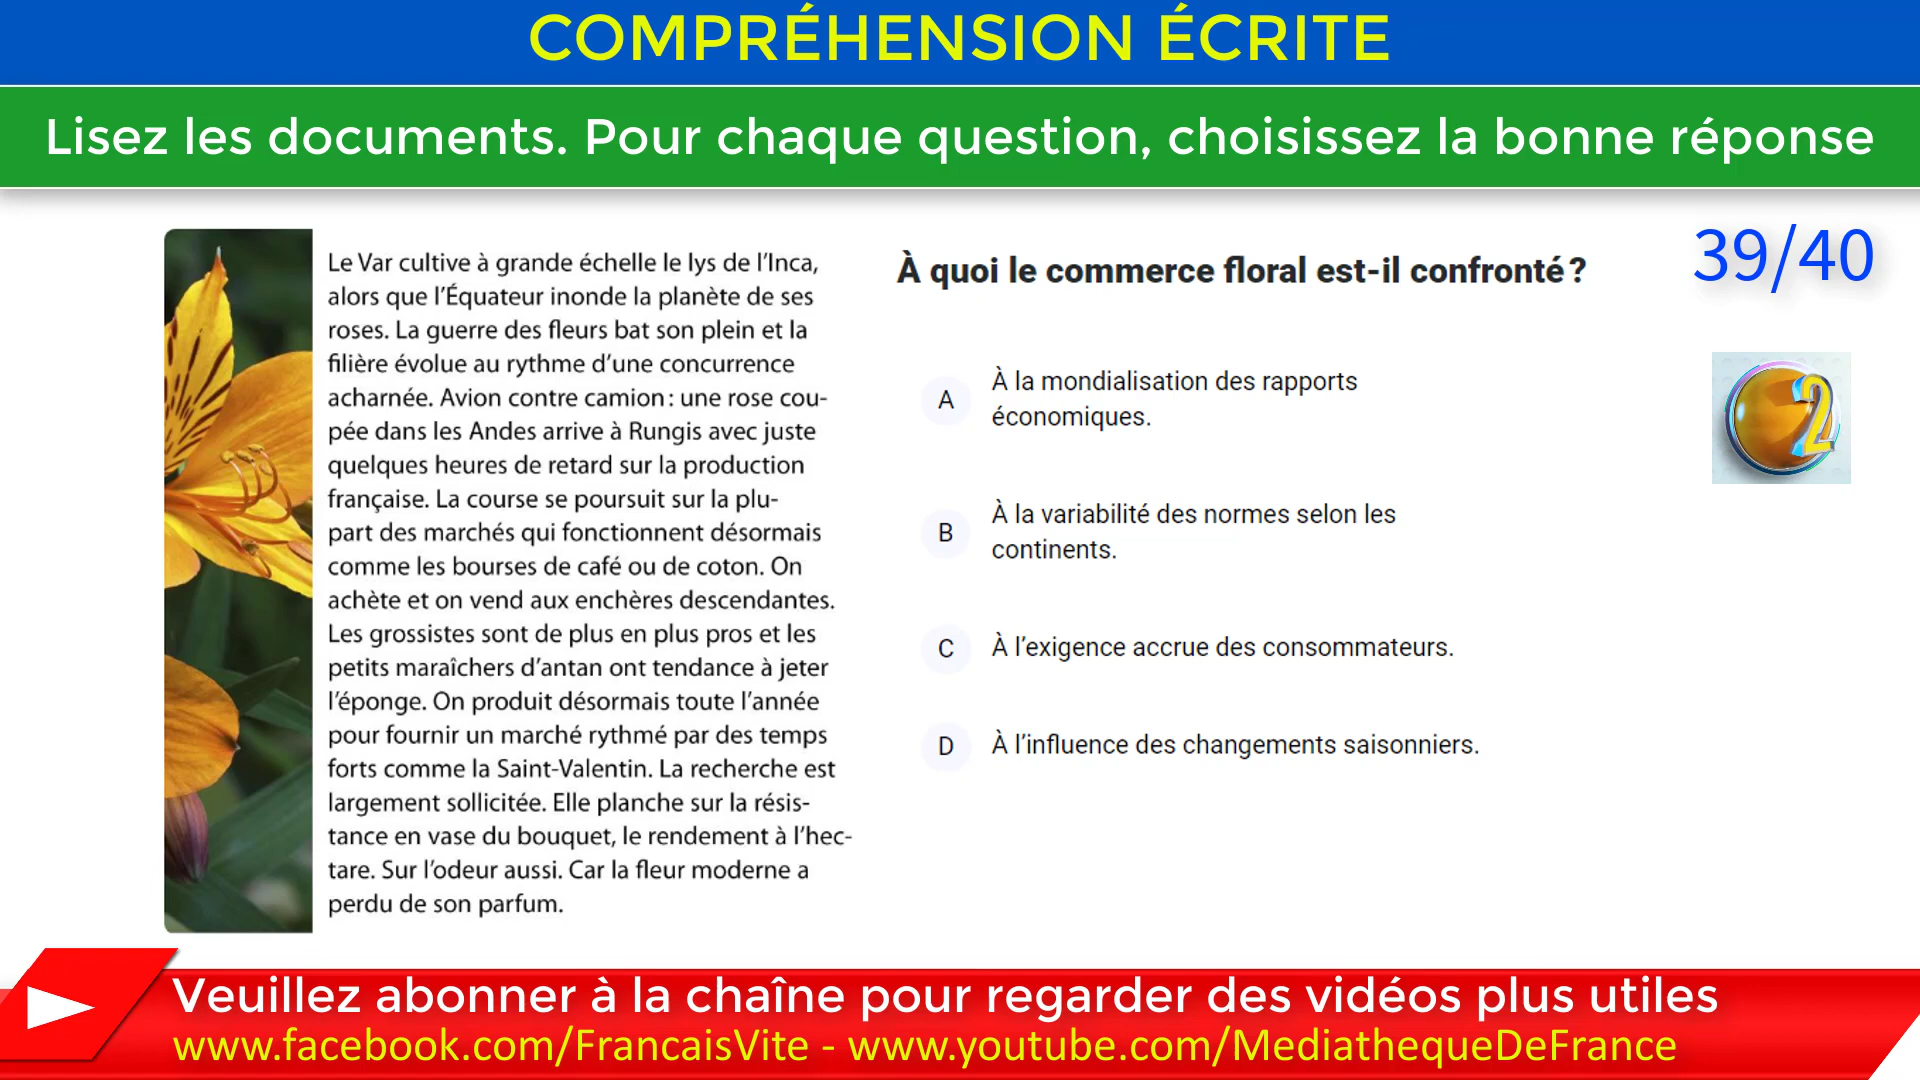 COMPRÉHENSION ÉCRITE
Lisez les documents. Pour chaque question, choisissez la bonne réponse
Le Var cultive à grande échelle le lys de l’Inca,
alors que l’Équateur inonde la planète de ses
roses. La guerre des fleurs bat son plein et la
filière évolue au rythme d’une concurrence
acharnée. Avion contre camion : une rose cou-
pée dans les Andes arrive à Rungis avec juste
quelques heures de retard sur la production
française. La course se poursuit sur la plu-
part des marchés qui fonctionnent désormais
comme les bourses de café ou de coton. On
achète et on vend aux enchères descendantes.
Les grossistes sont de plus en plus pros et les
petits maraîchers d’antan ont tendance à jeter
l’éponge. On produit désormais toute l’année
pour fournir un marché rythmé par des temps
forts comme la Saint-Valentin. La recherche est
largement sollicitée. Elle planche sur la résis-
tance en vase du bouquet, le rendement à l’hec-
tare. Sur l’odeur aussi. Car la fleur moderne a
perdu de son parfum.
À quoi le commerce floral est-il confronté ?
39/40
2
A À la mondialisation des rapports
économiques.
B À la variabilité des normes selon les
continents.
C À l’exigence accrue des consommateurs.
D À l’influence des changements saisonniers.
Veuillez abonner à la chaîne pour regarder des vidéos plus utiles
www.facebook.com/FrancaisVite - www.youtube.com/MediathequeDeFrance